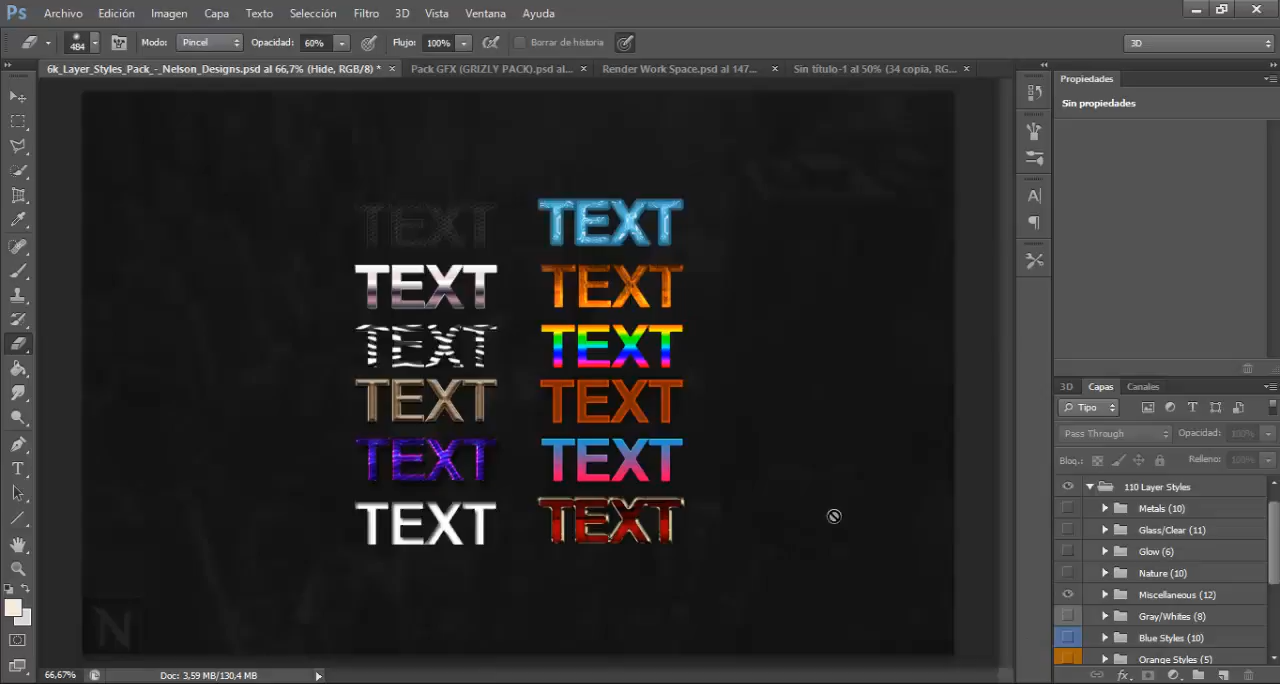 Ps Archivo Edición Imagen Capa Texto Selección Filtro 3D Vista Ventana Ayuda
484 Modo: Pincel Opacidad: 60% Flujo: 100% Borrar de historia 3D
6k_Layer_Styles_Pack_-_Nelson_Designs.psd al 66,7% (Hide, RGB/8) * × Pack GFX (GRIZLY PACK).psd al... × Render Work Space.psd al 147... × Sin título-1 al 50% (34 copia, RG... ×
Propiedades
Sin propiedades
TEXT TEXT
TEXT TEXT
TEXT TEXT
TEXT TEXT
TEXT TEXT
TEXT TEXT
N
3D Capas Canales
Tipo
Pass Through Opacidad: 100%
Bloq.: Relleno: 100%
110 Layer Styles
Metals (10)
Glass/Clear (11)
Glow (6)
Nature (10)
Miscellaneous (12)
Gray/Whites (8)
Blue Styles (10)
Orange Styles (5)
66,67% Doc: 3,59 MB/130,4 MB